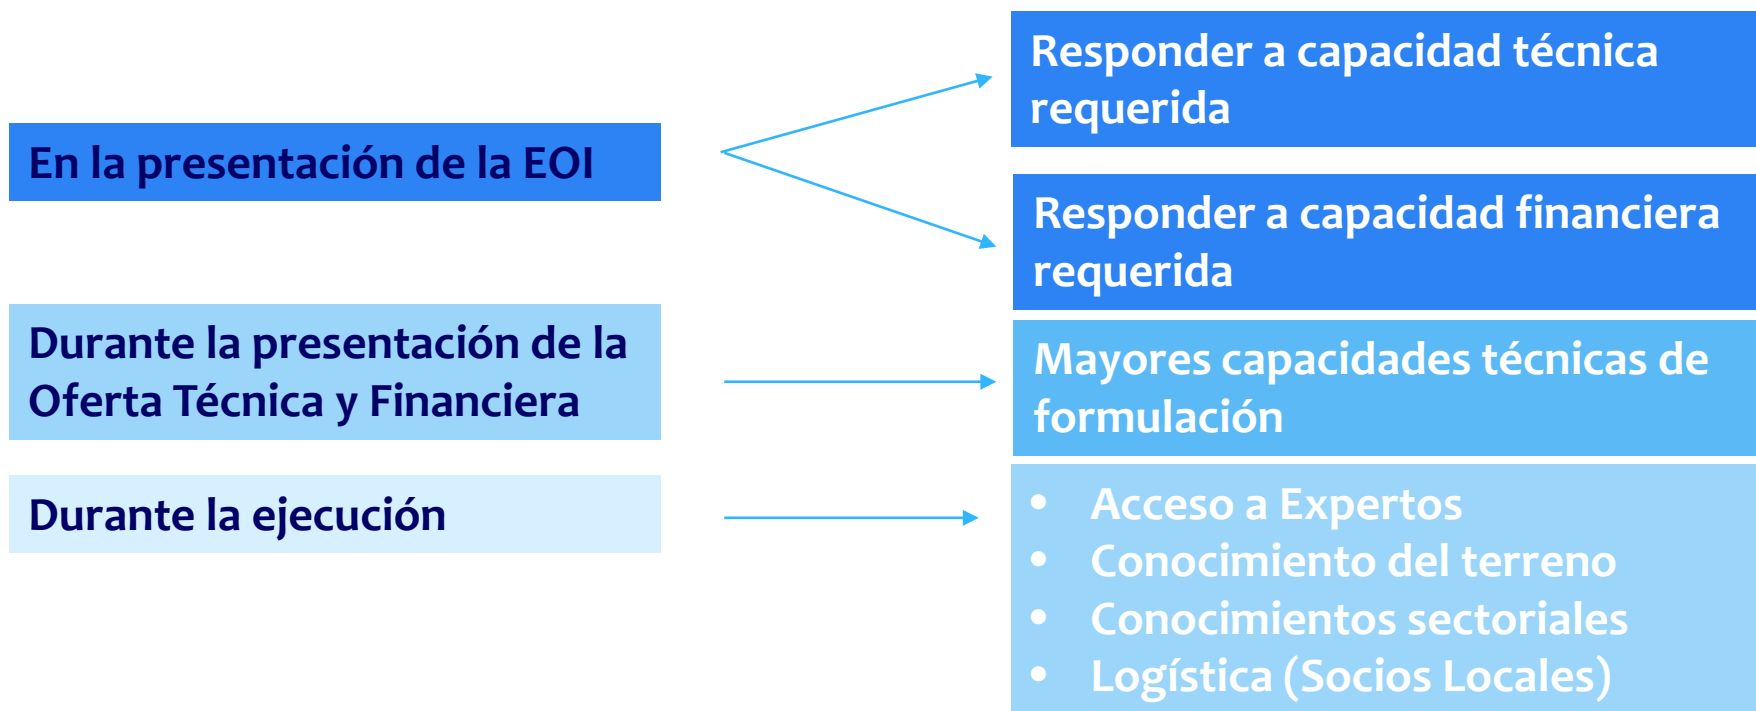 En la presentación de la EOI
Responder a capacidad técnica
requerida
Responder a capacidad financiera
requerida
Durante la presentación de la
Oferta Técnica y Financiera
Mayores capacidades técnicas de
formulación
Durante la ejecución
• Acceso a Expertos
• Conocimiento del terreno
• Conocimientos sectoriales
• Logística (Socios Locales)